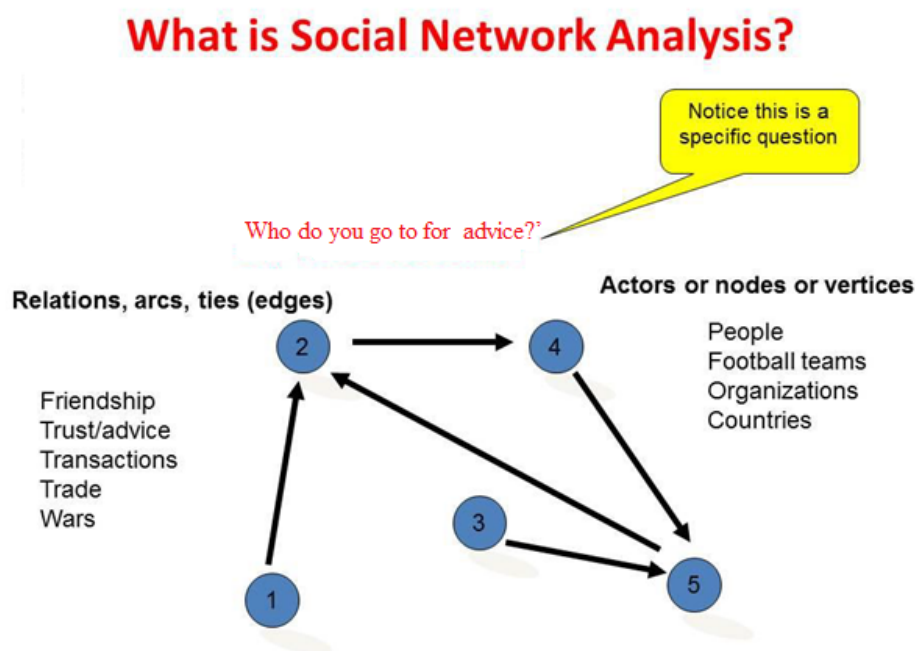 What is Social Network Analysis?
Notice this is a
specific question
Who do you go to for  advice?'
Relations, arcs, ties (edges)
Actors or nodes or vertices
2
4
People
Football teams
Organizations
Countries
Friendship
Trust/advice
Transactions
Trade
Wars
3
5
1